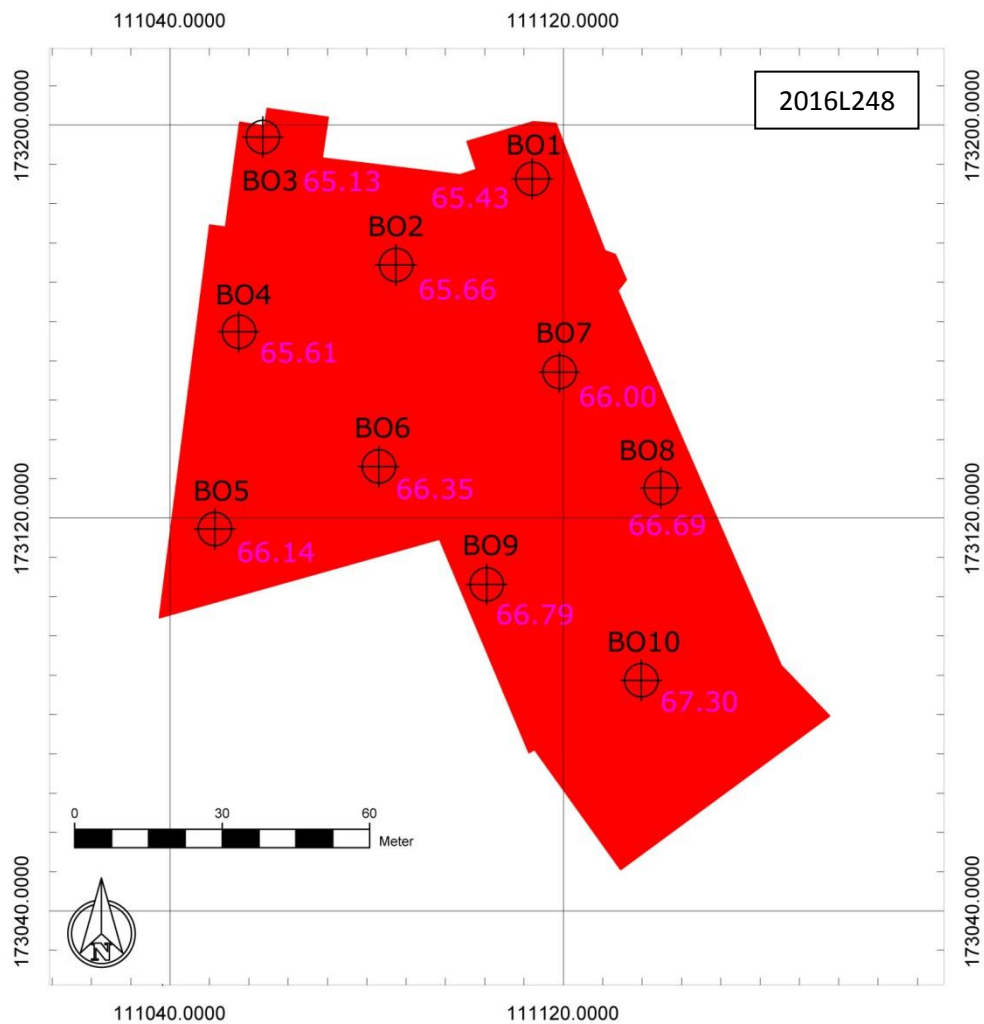 111040.0000 111120.0000
2016L248
173200.0000 173200.0000
BO1
BO3 65.13 65.43
BO2
65.66
BO4
65.61
BO7
66.00
BO6
66.35
BO8
66.69
BO5
66.14
173120.0000 173120.0000
BO9
66.79
BO10
67.30
0 30 60
Meter
N
173040.0000 173040.0000
111040.0000 111120.0000